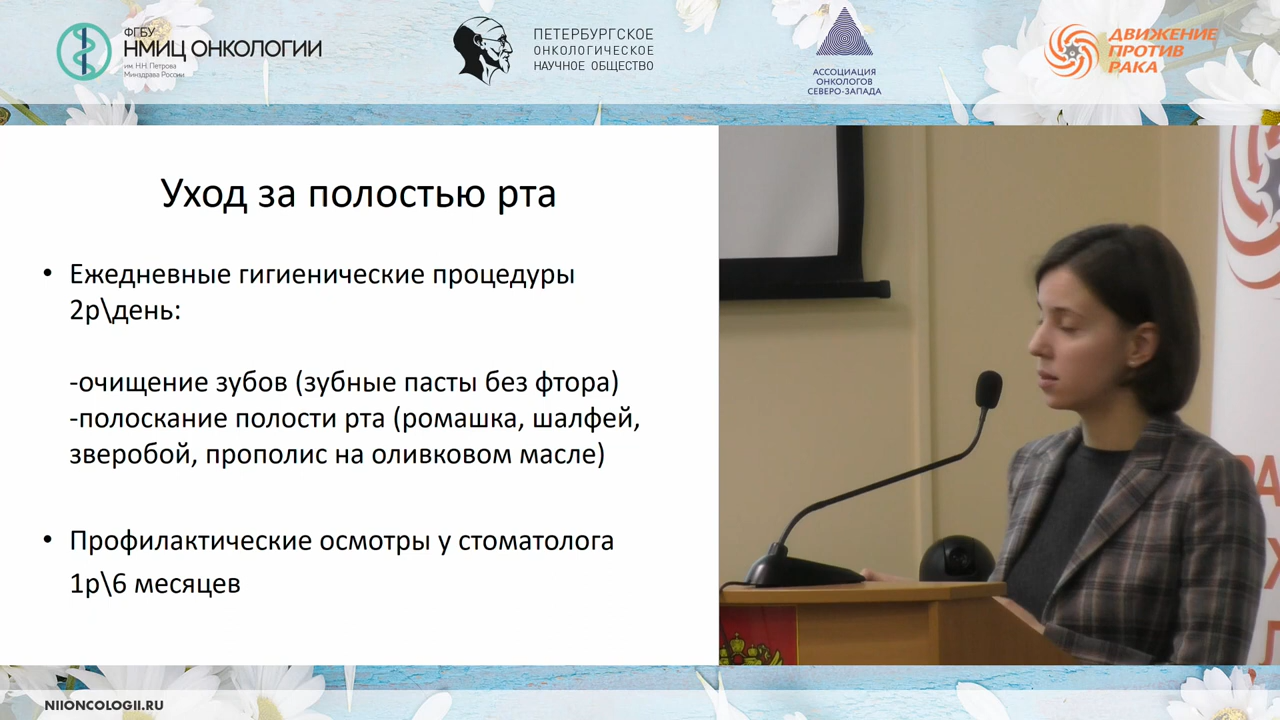 ФГБУ
НМИЦ ОНКОЛОГИИ
им. Н.Н. Петрова
Минздрава России
ПЕТЕРБУРГСКОЕ
ОНКОЛОГИЧЕСКОЕ
НАУЧНОЕ ОБЩЕСТВО
АССОЦИАЦИЯ
ОНКОЛОГОВ
СЕВЕРО-ЗАПАДА
ДВИЖЕНИЕ
ПРОТИВ
РАКА
Уход за полостью рта
• Ежедневные гигиенические процедуры
2р\день:
-очищение зубов (зубные пасты без фтора)
-полоскание полости рта (ромашка, шалфей,
зверобой, прополис на оливковом масле)
• Профилактические осмотры у стоматолога
1р\6 месяцев
NIIONCOLOGII.RU